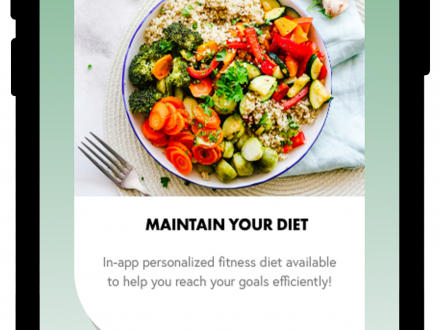 MAINTAIN YOUR DIET
In-app personalized fitness diet available
to help you reach your goals efficiently!